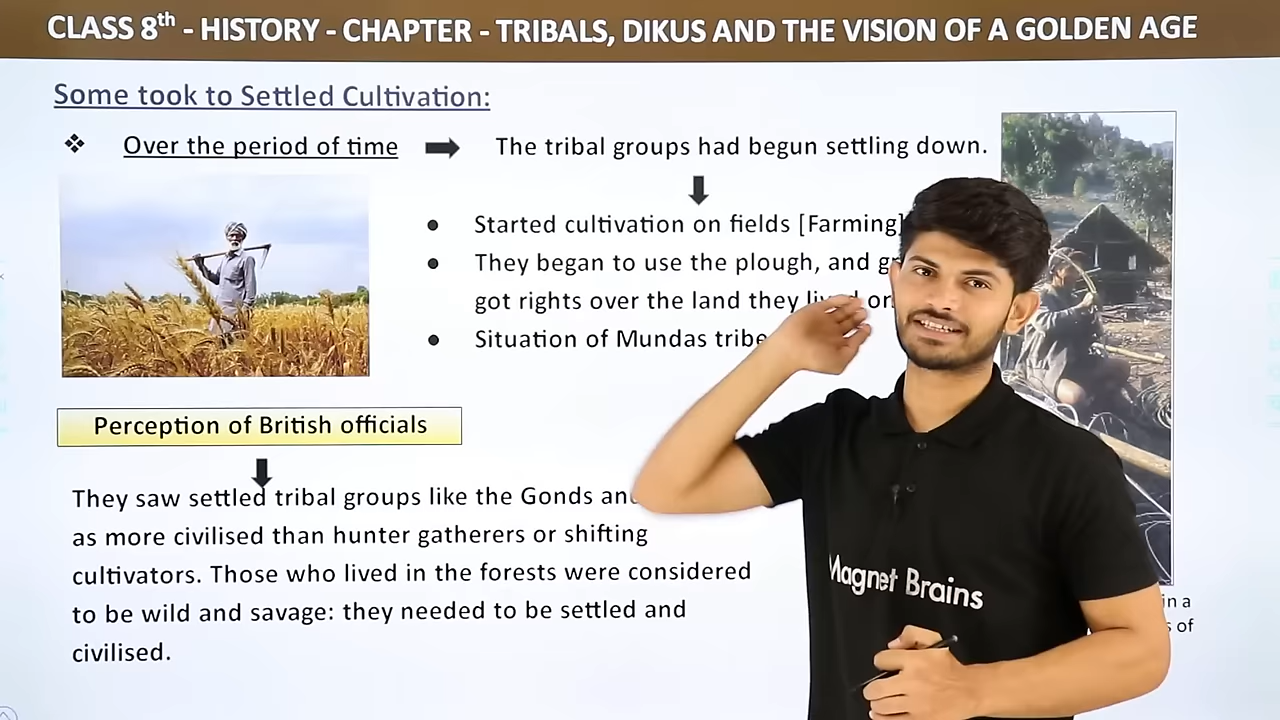 CLASS 8th - HISTORY - CHAPTER - TRIBALS, DIKUS AND THE VISION OF A GOLDEN AGE
Some took to Settled Cultivation:
Over the period of time
The tribal groups had begun settling down.
Started cultivation on fields [Farming]
They began to use the plough, and
got rights over the land they lived
Situation of Mundas tribe
Perception of British officials
They saw settled tribal groups like the Gonds
as more civilised than hunter gatherers or shifting
cultivators. Those who lived in the forests were considered
to be wild and savage: they needed to be settled and
civilised.
in a
of
Magnet Brains